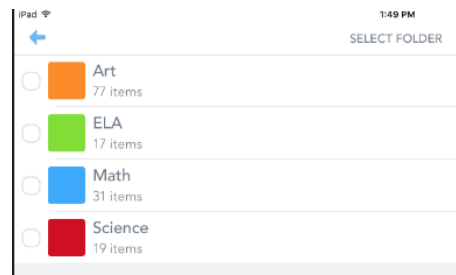 iPad 1:49 PM
SELECT FOLDER
Art
77 items
ELA
17 items
Math
31 items
Science
19 items